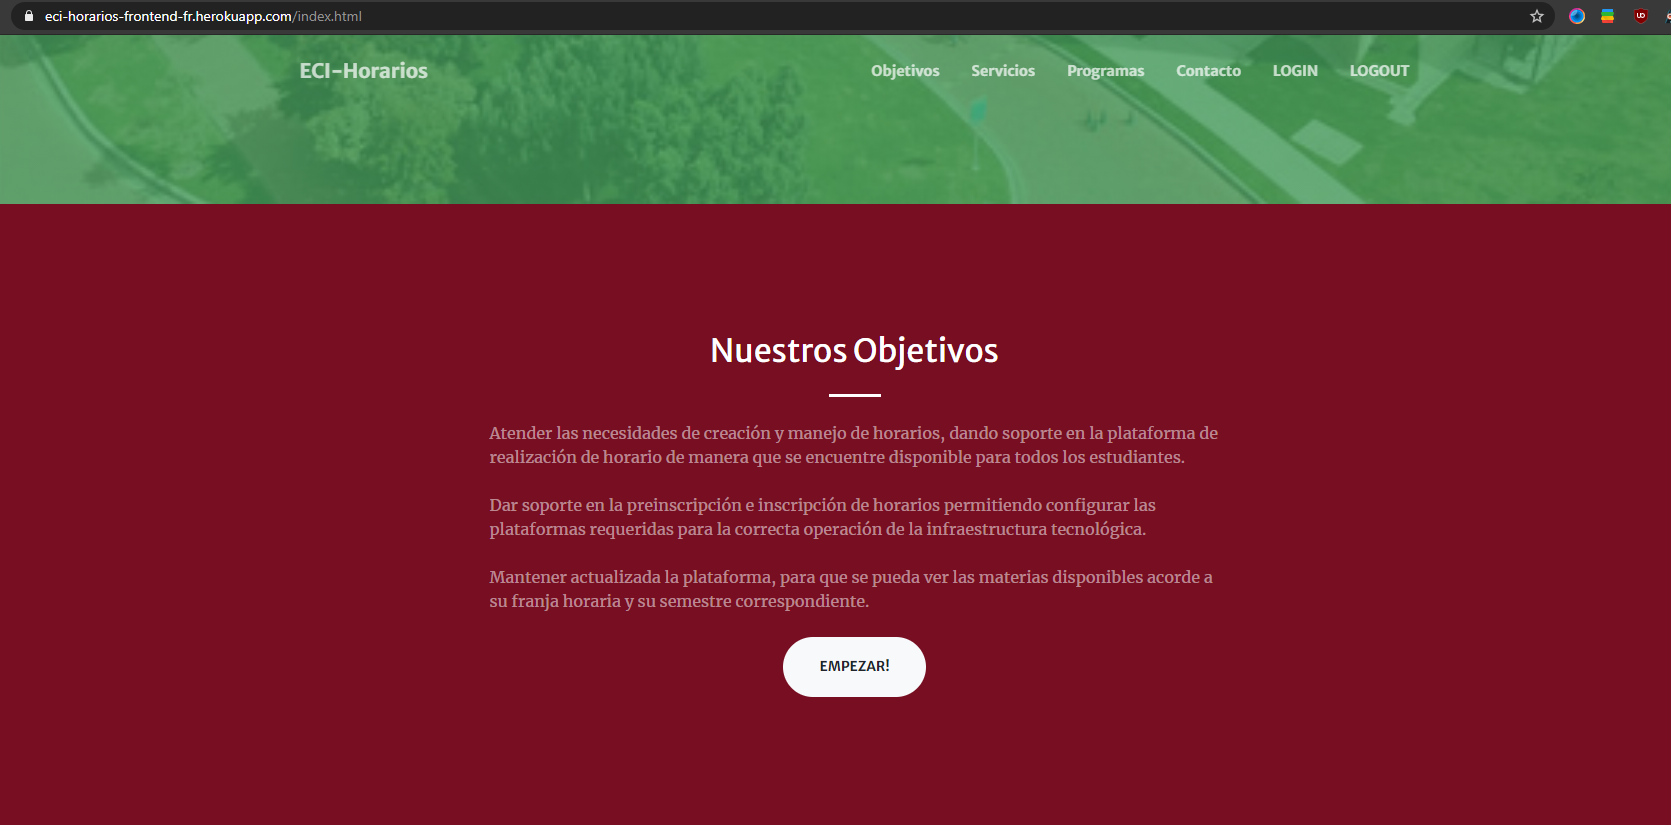 eci-horarios-frontend-fr.herokuapp.com/index.html
ECI-Horarios
Objetivos
Servicios
Programas
Contacto
LOGIN
LOGOUT
Nuestros Objetivos
Atender las necesidades de creación y manejo de horarios, dando soporte en la plataforma de
realización de horario de manera que se encuentre disponible para todos los estudiantes.
Dar soporte en la preinscripción e inscripción de horarios permitiendo configurar las
plataformas requeridas para la correcta operación de la infraestructura tecnológica.
Mantener actualizada la plataforma, para que se pueda ver las materias disponibles acorde a
su franja horaria y su semestre correspondiente.
EMPEZAR!